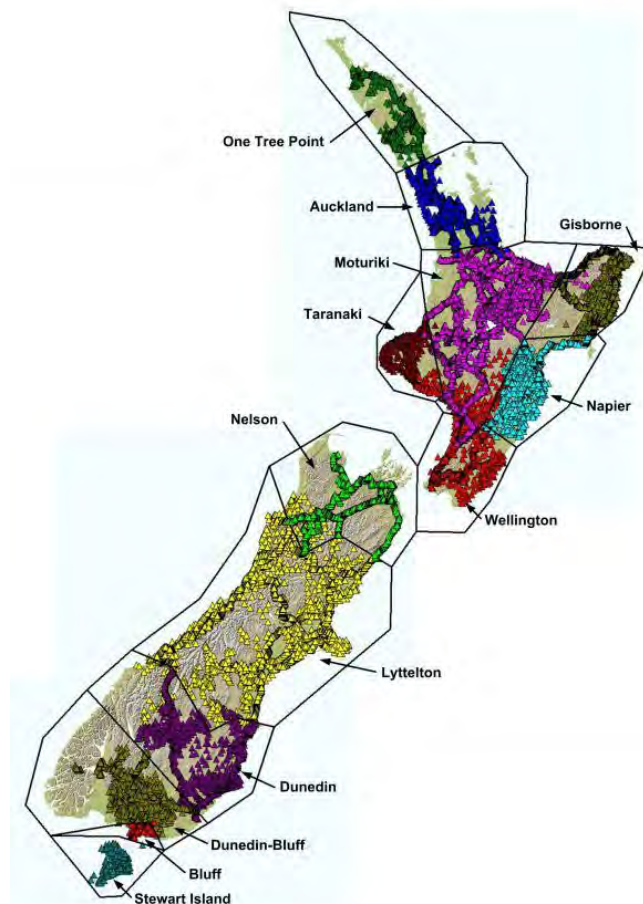 One Tree Point
Auckland
Gisborne
Moturiki
Taranaki
Napier
Nelson
Wellington
Lyttelton
Dunedin
Dunedin-Bluff
Bluff
Stewart Island